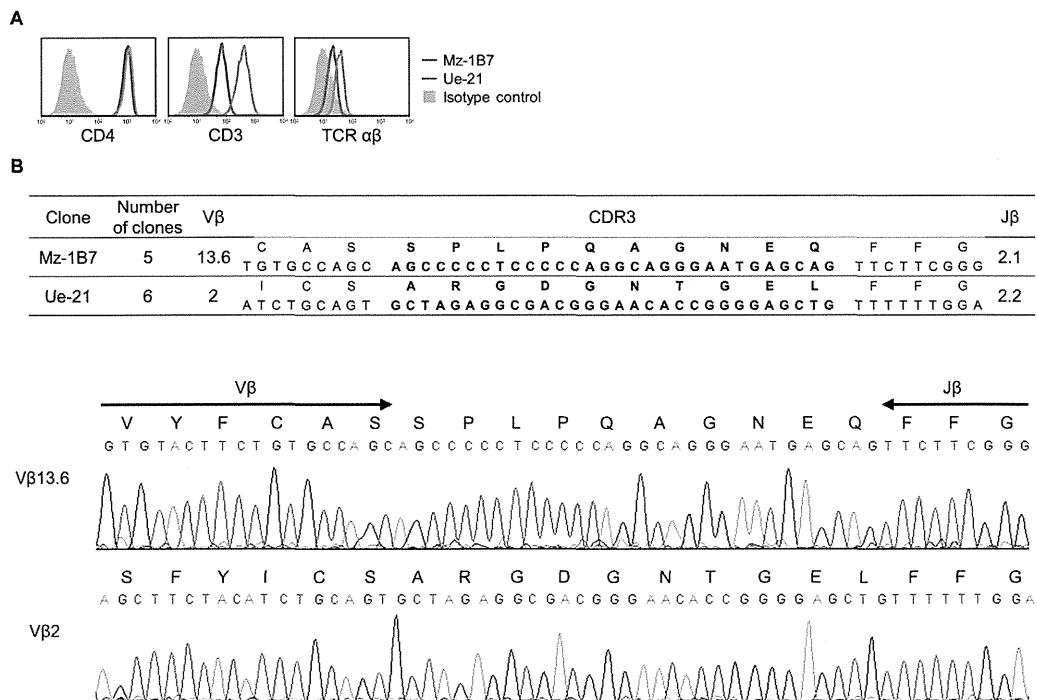 A
Mz-1B7
Ue-21
Isotype control
CD4 CD3 TCR αβ
B
Clone Number of clones Vβ CDR3 Jβ
Mz-1B7 5 13.6 C A S S P L P Q A G N E Q F F G 2.1
TGTGCCAGC AGCCCCCTCCCCCAGGCAGGGAATGAGCAG TTCTTCGGG
Ue-21 6 2 I C S A R G D G N T G E L F F G 2.2
ATCTGCAGT GCTAGAGGCGACGGGAACACCGGGGAGCTG TTTTTTGGA
Vβ Jβ
V Y F C A S S P L P Q A G N E Q F F G
GTGTACTTCTGTGCCAGCAGCCCCCTCCCCCAGGCAGGGAATGAGCAGTTCTTCGGG
Vβ13.6
S F Y I C S A R G D G N T G E L F F G
AGCTTCTACATCTGCAGTGCTAGAGGCGACGGGAACACCGGGGAGCTGTTTTTTGGA
Vβ2